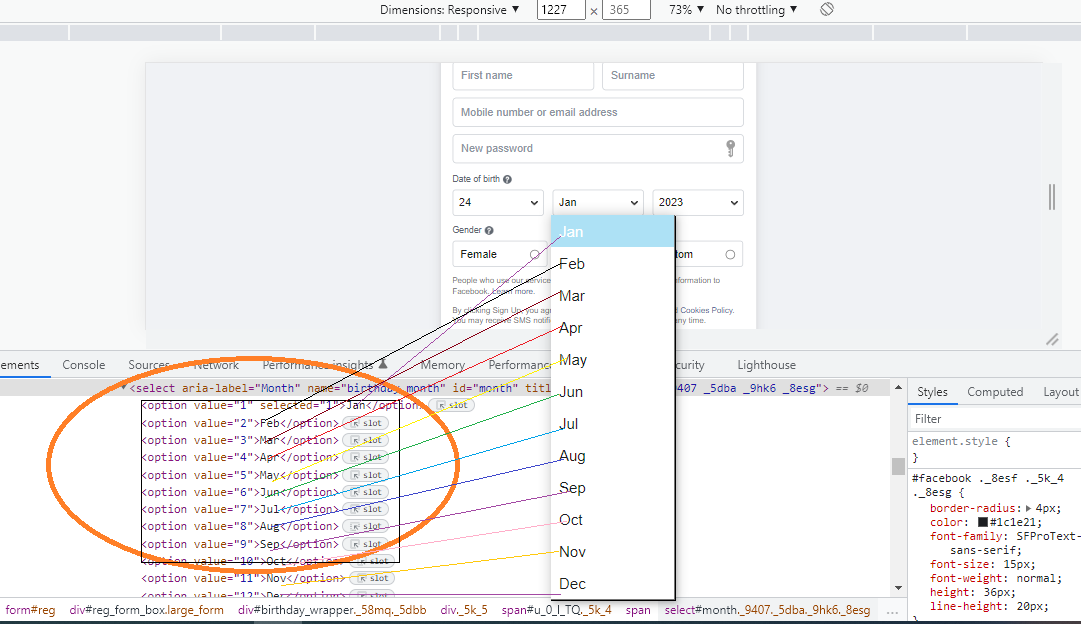 Dimensions: Responsive ▼ 1227 × 365 73% ▼ No throttling ▼
First name Surname
Mobile number or email address
New password
Date of birth
24 Jan 2023
Gender
Female tom
People who use our service formation to
Facebook. Learn more.
By clicking Sign Up, you ag d Cookies Policy.
You may receive SMS notifi any time.
Jan
Feb
Mar
Apr
May
Jun
Jul
Aug
Sep
Oct
Nov
Dec
ements Console Sources Network Performance insights Memory Performance curity Lighthouse
<select aria-label="Month" name="birthday_month" id="month" titl 9407 _5dba _9hk6 _8esg"> == $0
<option value="1" selected="1">Jan</option> slot
<option value="2">Feb</option> slot
<option value="3">Mar</option> slot
<option value="4">Apr</option> slot
<option value="5">May</option> slot
<option value="6">Jun</option> slot
<option value="7">Jul</option> slot
<option value="8">Aug</option> slot
<option value="9">Sep</option> slot
<option value="10">Oct</option> slot
<option value="11">Nov</option> slot
<option value="12">Dec</option> slot
form#reg div#reg_form_box.large_form div#birthday_wrapper._58mq._5dbb div._5k_5 span#u_0_l_TQ._5k_4 span select#month._9407._5dba._9hk6._8esg ...
Styles Computed Layout
Filter
element.style {
}
#facebook ._8esf ._5k_4
._8esg {
border-radius: ▸ 4px;
color: #1c1e21;
font-family: SFProText-
sans-serif;
font-size: 15px;
font-weight: normal;
height: 36px;
line-height: 20px;
}